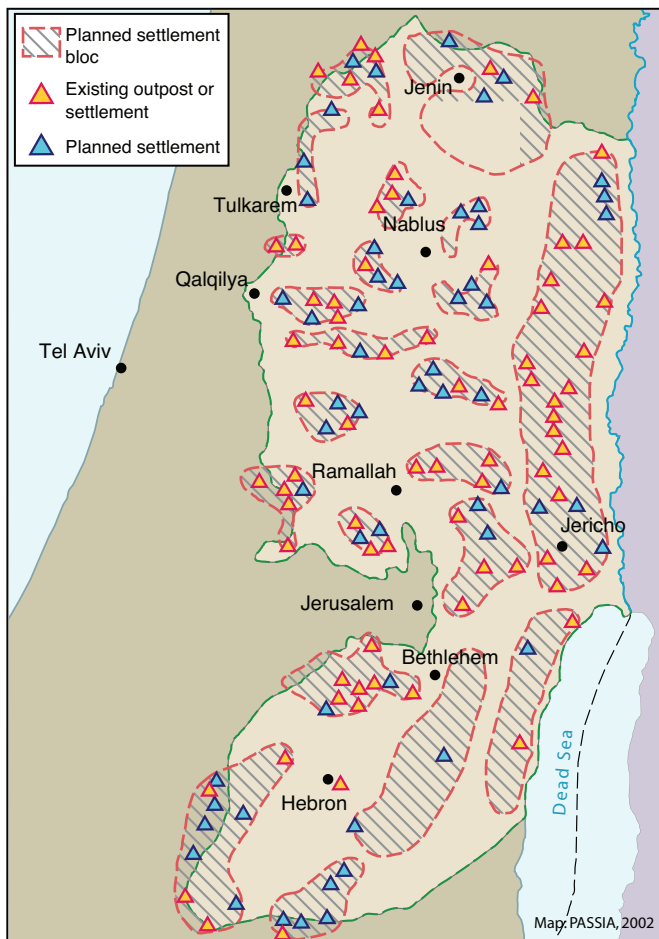 Planned settlement
bloc
Existing outpost or
settlement
Planned settlement
Jenin
Tulkarem
Nablus
Qalqilya
Tel Aviv
Ramallah
Jericho
Jerusalem
Bethlehem
Hebron
Dead Sea
Map: PASSIA, 2002